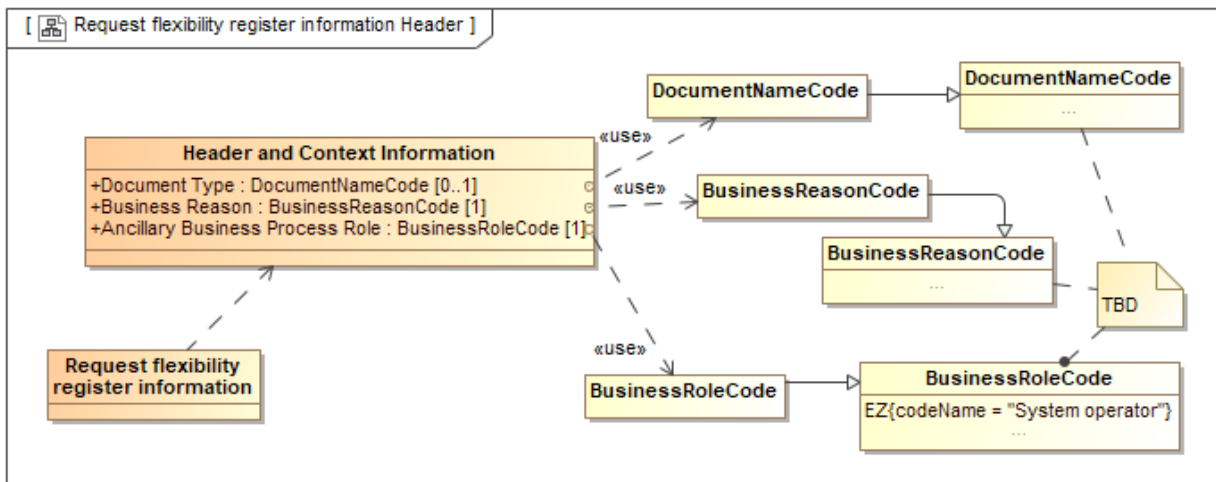 [ Request flexibility register information Header ]
DocumentNameCode
DocumentNameCode
...
«use»
Header and Context Information
+Document Type : DocumentNameCode [0..1]
+Business Reason : BusinessReasonCode [1]
+Ancillary Business Process Role : BusinessRoleCode [1]
«use»
BusinessReasonCode
BusinessReasonCode
...
TBD
Request flexibility
register information
«use»
BusinessRoleCode
BusinessRoleCode
EZ{codeName = "System operator"}
...